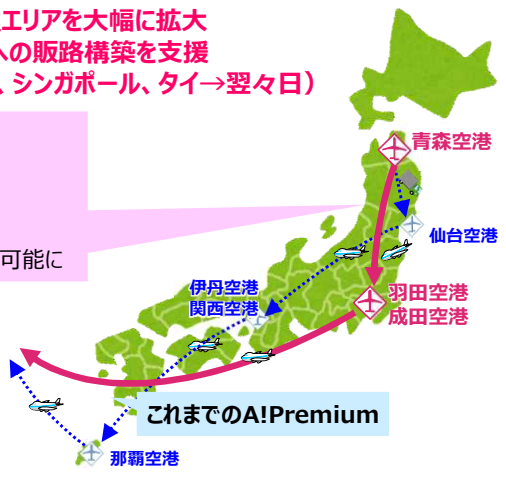 エリアを大幅に拡大
への販路構築を支援
、シンガポール、タイ→翌々日）
可能に
青森空港
仙台空港
伊丹空港
関西空港
羽田空港
成田空港
これまでのA!Premium
那覇空港